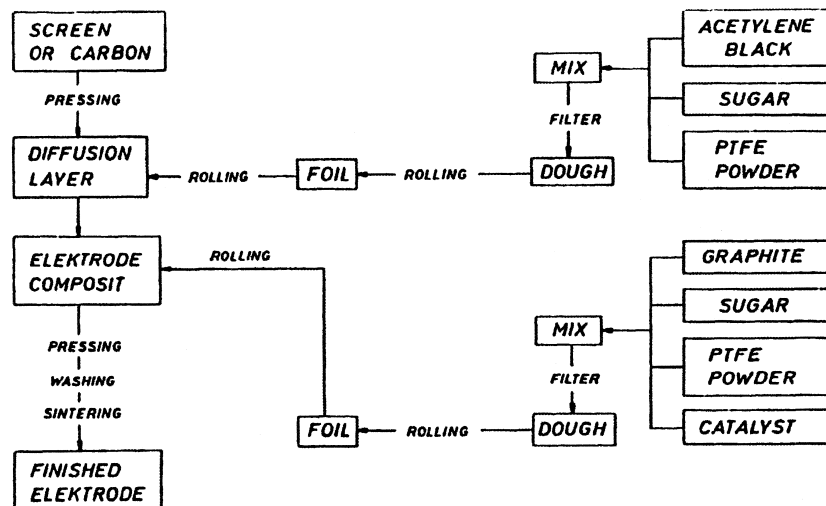 SCREEN
OR CARBON
PRESSING
DIFFUSION
LAYER
ROLLING
FOIL
ROLLING
DOUGH
FILTER
MIX
ACETYLENE
BLACK
SUGAR
PTFE
POWDER
ELEKTRODE
COMPOSIT
ROLLING
PRESSING
WASHING
SINTERING
FINISHED
ELEKTRODE
FOIL
ROLLING
DOUGH
FILTER
MIX
GRAPHITE
SUGAR
PTFE
POWDER
CATALYST